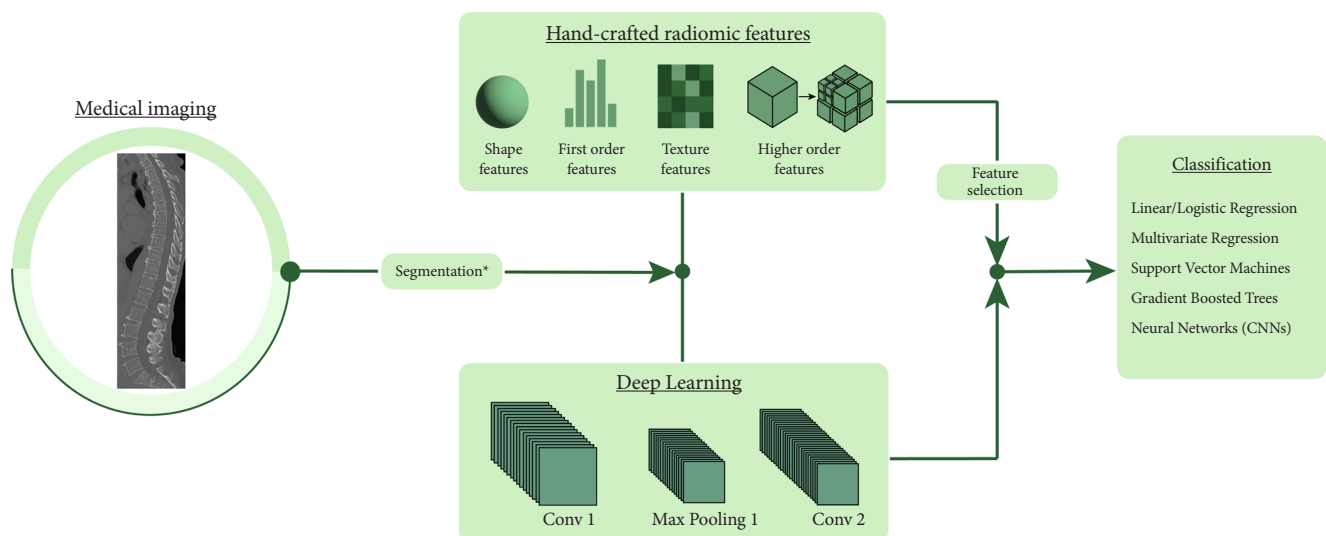 Medical imaging
Segmentation*
Hand-crafted radiomic features
Shape
features
First order
features
Texture
features
Higher order
features
Deep Learning
Conv 1
Max Pooling 1
Conv 2
Feature
selection
Classification
Linear/Logistic Regression
Multivariate Regression
Support Vector Machines
Gradient Boosted Trees
Neural Networks (CNNs)